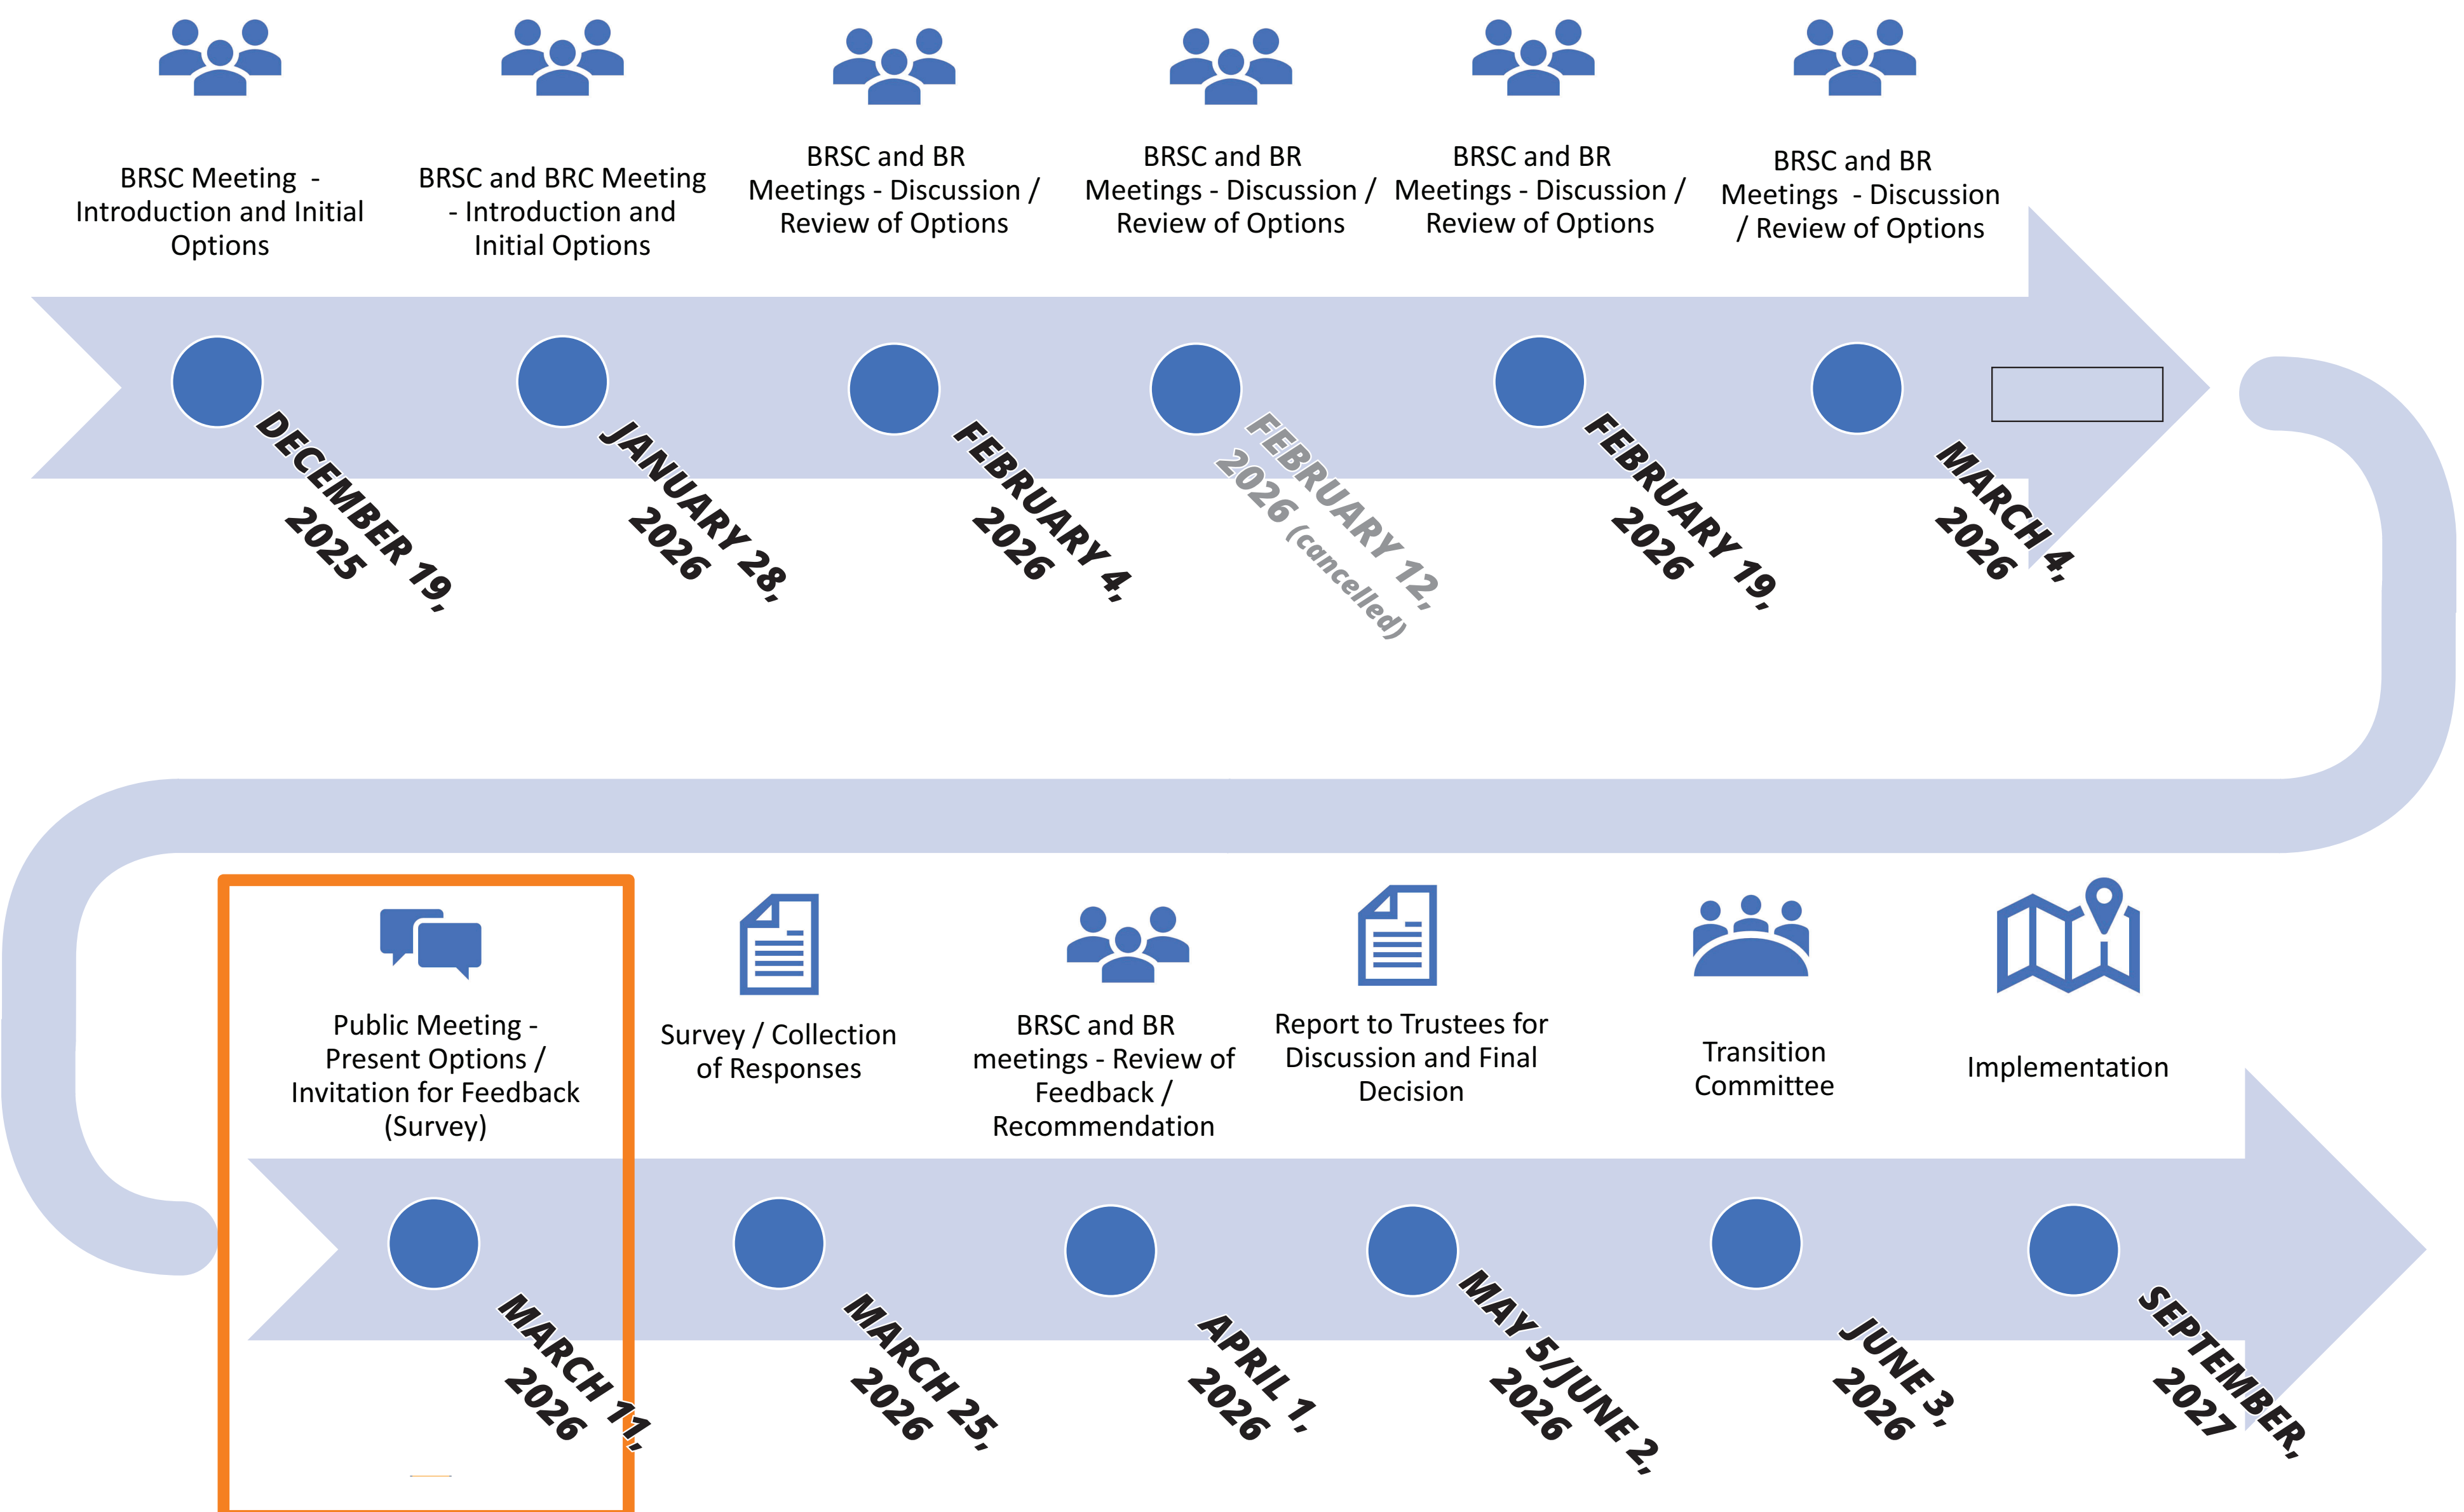 BRSC Meeting -
Introduction and Initial
Options
BRSC and BRC Meeting
- Introduction and
Initial Options
BRSC and BR
Meetings - Discussion /
Review of Options
BRSC and BR
Meetings - Discussion /
Review of Options
BRSC and BR
Meetings - Discussion /
Review of Options
BRSC and BR
Meetings - Discussion
/ Review of Options
DECEMBER 19,
2025
JANUARY 28,
2026
FEBRUARY 4,
2026
FEBRUARY 12,
2026 (cancelled)
FEBRUARY 19,
2026
MARCH 4,
2026
Public Meeting -
Present Options /
Invitation for Feedback
(Survey)
Survey / Collection
of Responses
BRSC and BR
meetings - Review of
Feedback /
Recommendation
Report to Trustees for
Discussion and Final
Decision
Transition
Committee
Implementation
MARCH 11,
2026
MARCH 25,
2026
APRIL 1,
2026
MAY 5/JUNE 2,
2026
JUNE 3,
2026
SEPTEMBER,
2027